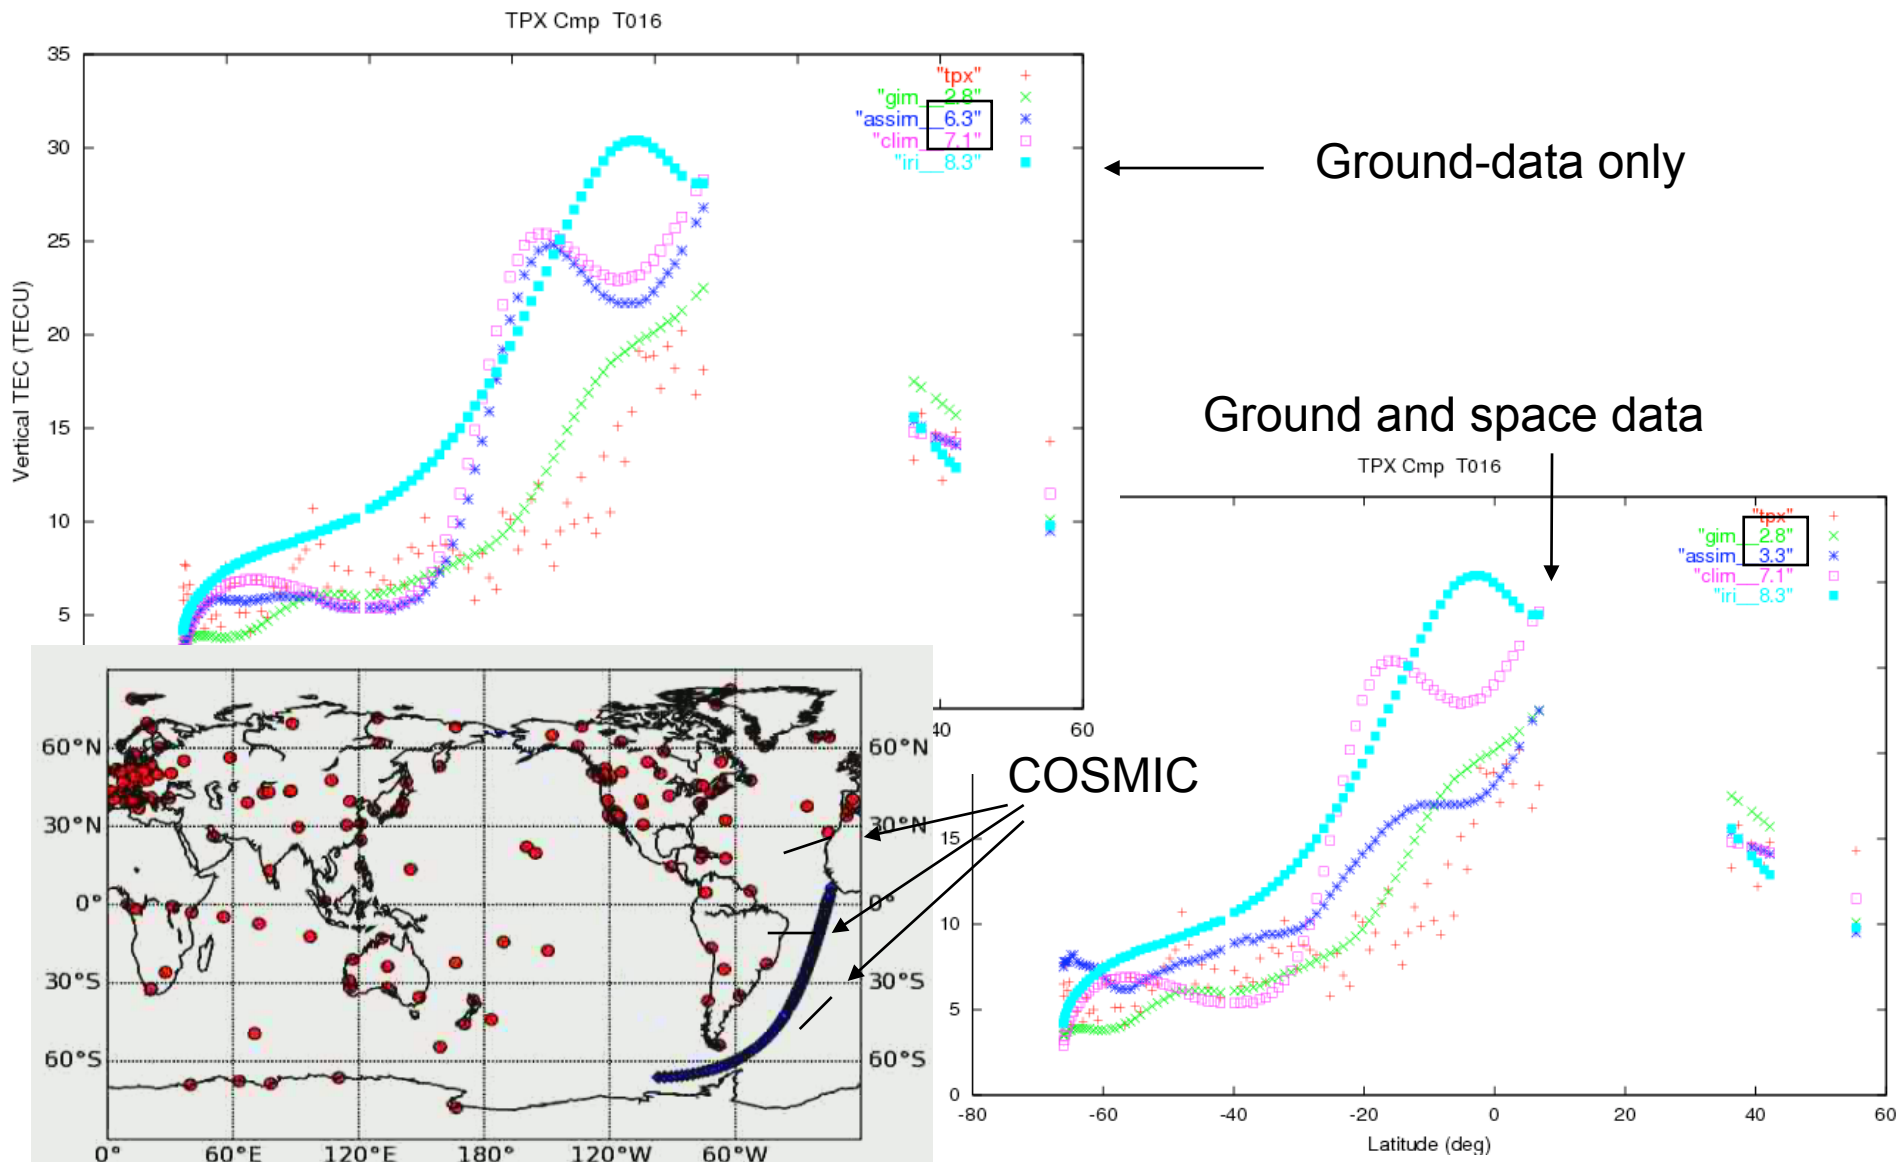 TPX Cmp T016
35
30
25
20
15
10
5
Vertical TEC (TECU)
"tpx"
"gim__2.8"
"assim__6.3"
"clim__7.1"
"iri__8.3"
40
60
Ground-data only
Ground and space data
TPX Cmp T016
"tpx"
"gim__2.8"
"assim__3.3"
"clim__7.1"
"iri__8.3"
15
10
5
0
-80 -60 -40 -20 0 20 40 60
Latitude (deg)
COSMIC
60°N 60°N
30°N 30°N
0° 0°
30°S 30°S
60°S 60°S
0° 60°E 120°E 180° 120°W 60°W